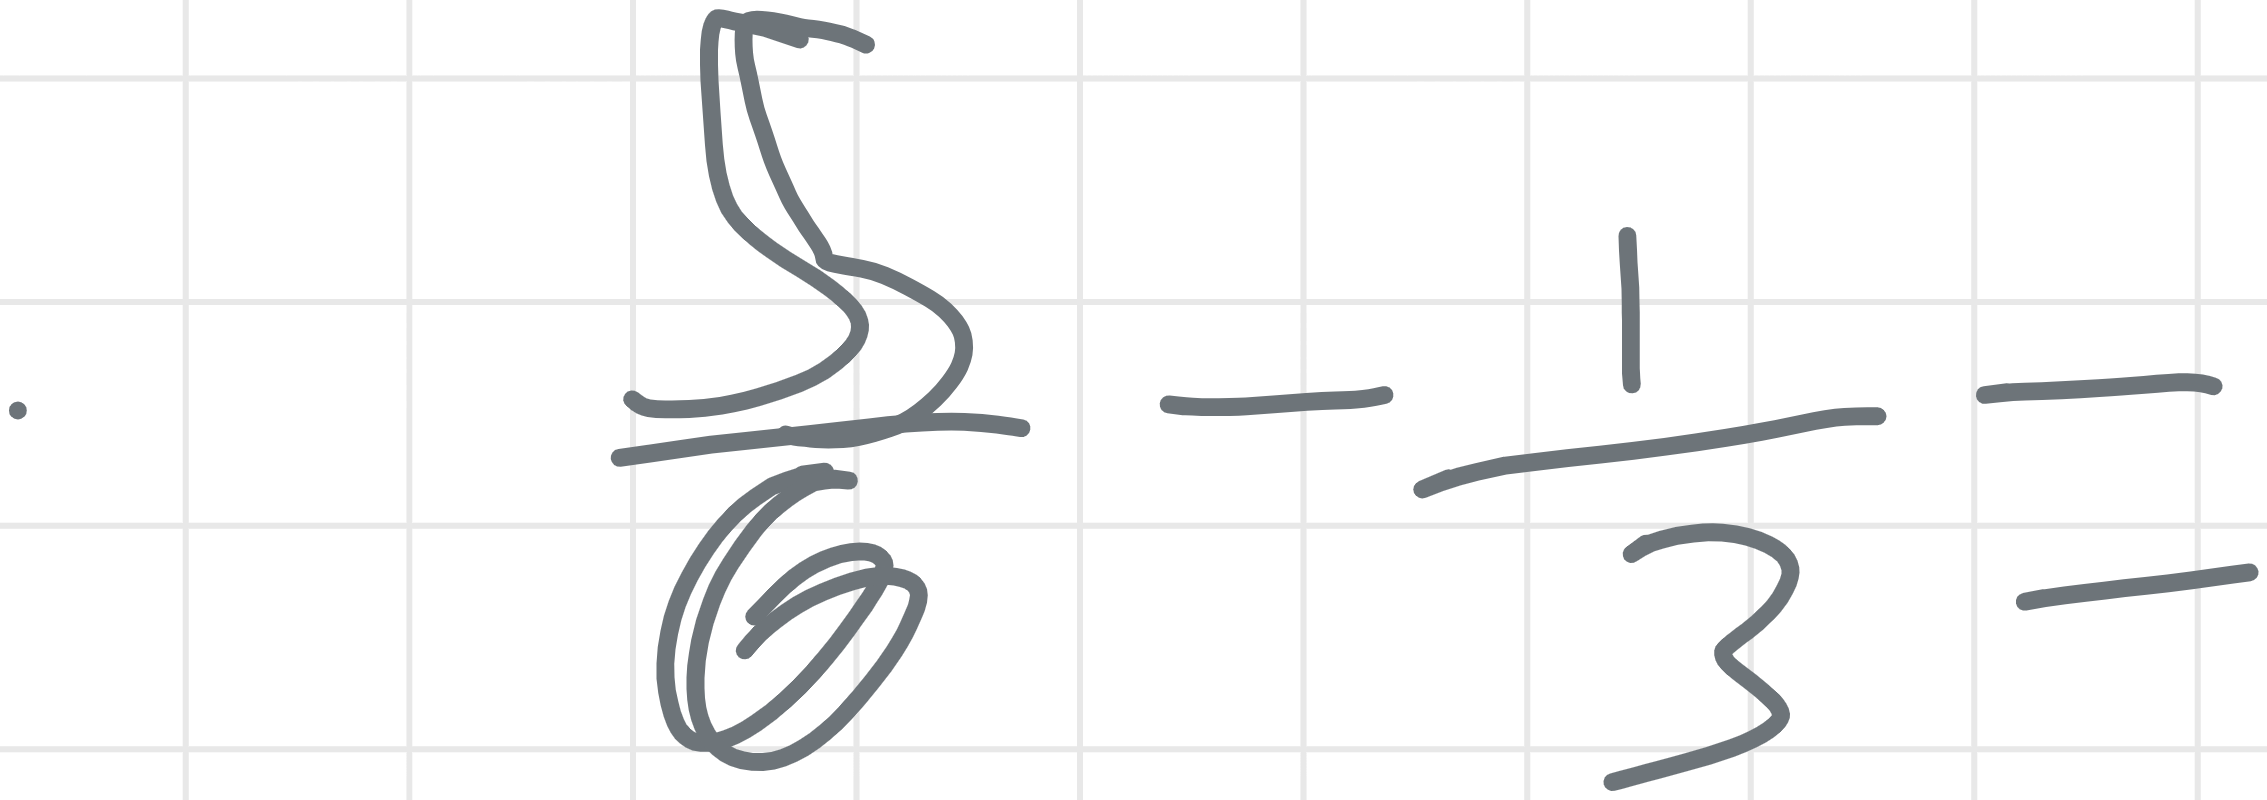 5/6 - 1/3 =